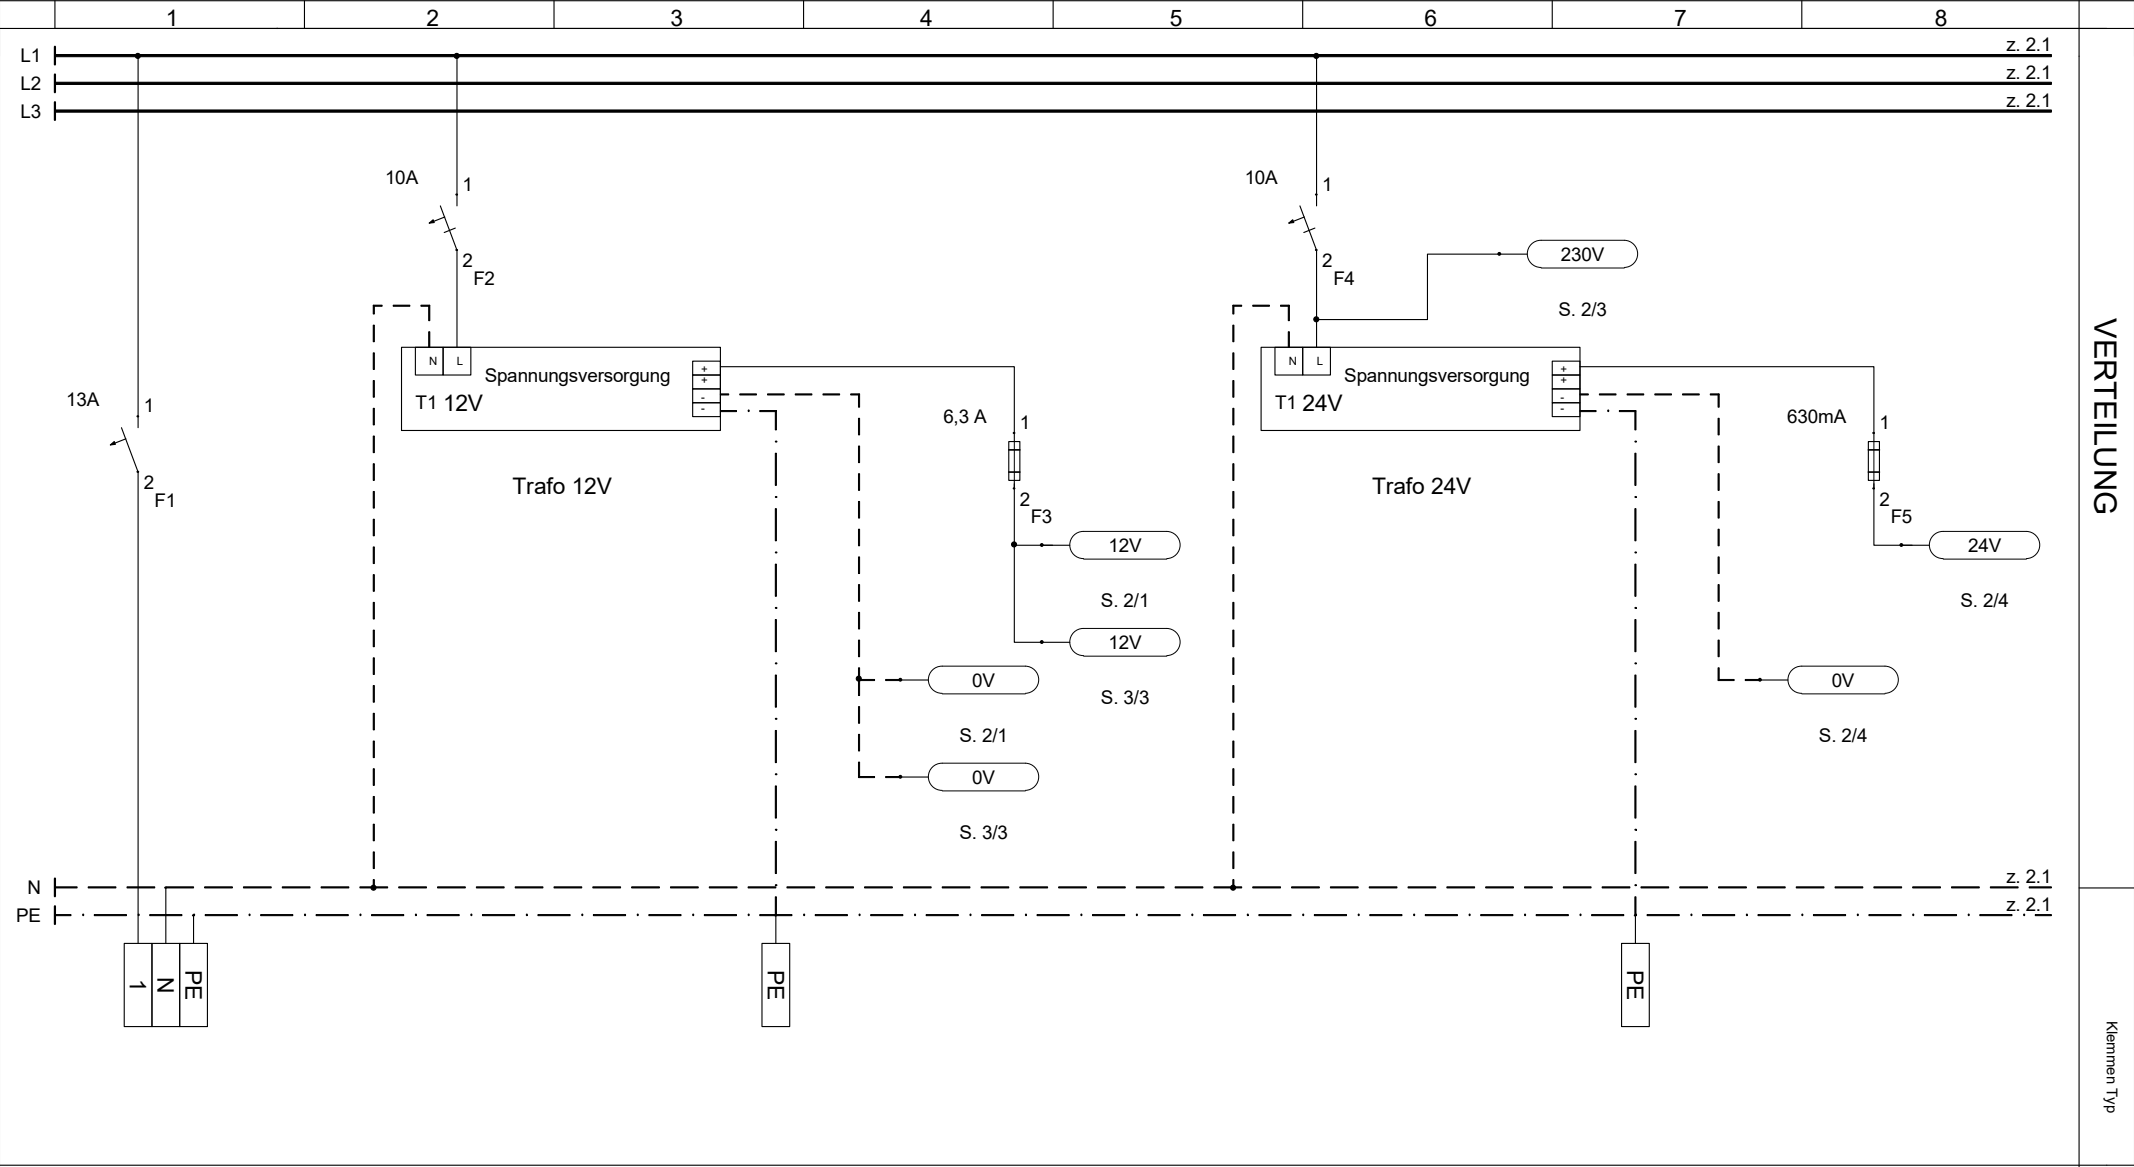 1 2 3 4 5 6 7 8
L1 z. 2.1
L2 z. 2.1
L3 z. 2.1
10A 1
2
F2
10A 1
2
F4
230V
S. 2/3
N L
Spannungsversorgung
T1 12V
+
+
-
-
Trafo 12V
N L
Spannungsversorgung
T1 24V
+
+
-
-
Trafo 24V
13A 1
2
F1
6,3 A 1
2
F3
12V
S. 2/1
12V
S. 3/3
0V
S. 2/1
0V
S. 3/3
630mA 1
2
F5
24V
S. 2/4
0V
S. 2/4
N z. 2.1
PE z. 2.1
1 N PE
PE
PE
VERTEILUNG
Klemmen Typ